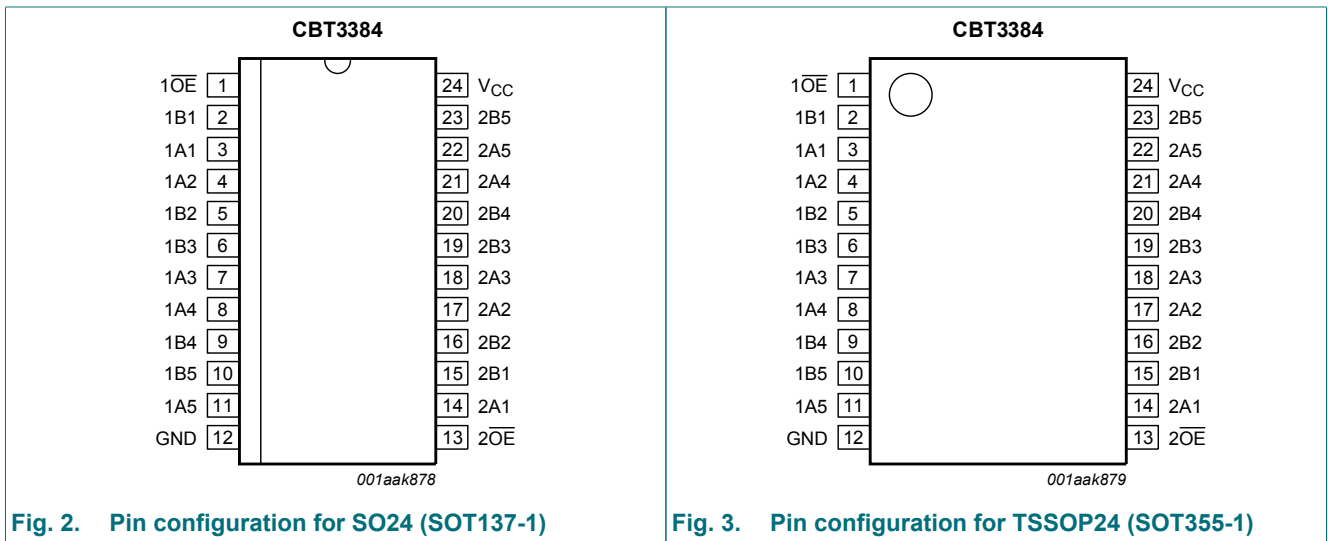 CBT3384
1O̅E̅ 1
24 VCC
1B1 2
23 2B5
1A1 3
22 2A5
1A2 4
21 2A4
1B2 5
20 2B4
1B3 6
19 2B3
1A3 7
18 2A3
1A4 8
17 2A2
1B4 9
16 2B2
1B5 10
15 2B1
1A5 11
14 2A1
GND 12
13 2O̅E̅
001aak878
Fig. 2. Pin configuration for SO24 (SOT137-1)
CBT3384
1O̅E̅ 1
24 VCC
1B1 2
23 2B5
1A1 3
22 2A5
1A2 4
21 2A4
1B2 5
20 2B4
1B3 6
19 2B3
1A3 7
18 2A3
1A4 8
17 2A2
1B4 9
16 2B2
1B5 10
15 2B1
1A5 11
14 2A1
GND 12
13 2O̅E̅
001aak879
Fig. 3. Pin configuration for TSSOP24 (SOT355-1)